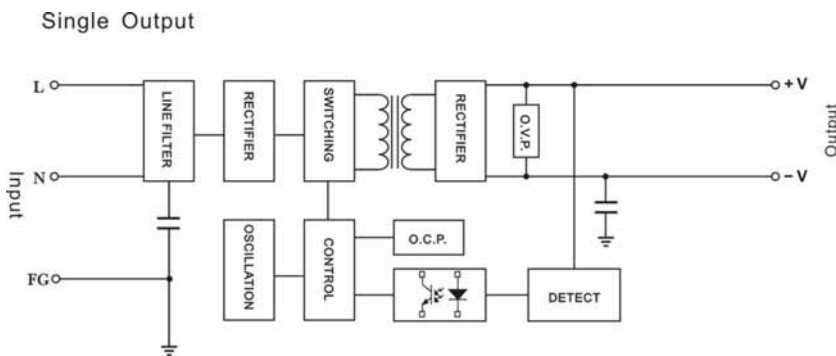 Single Output
L
N
FG
Input
LINE FILTER
RECTIFIER
SWITCHING
RECTIFIER
O.V.P.
+V
-V
Output
OSCILLATION
CONTROL
O.C.P.
DETECT